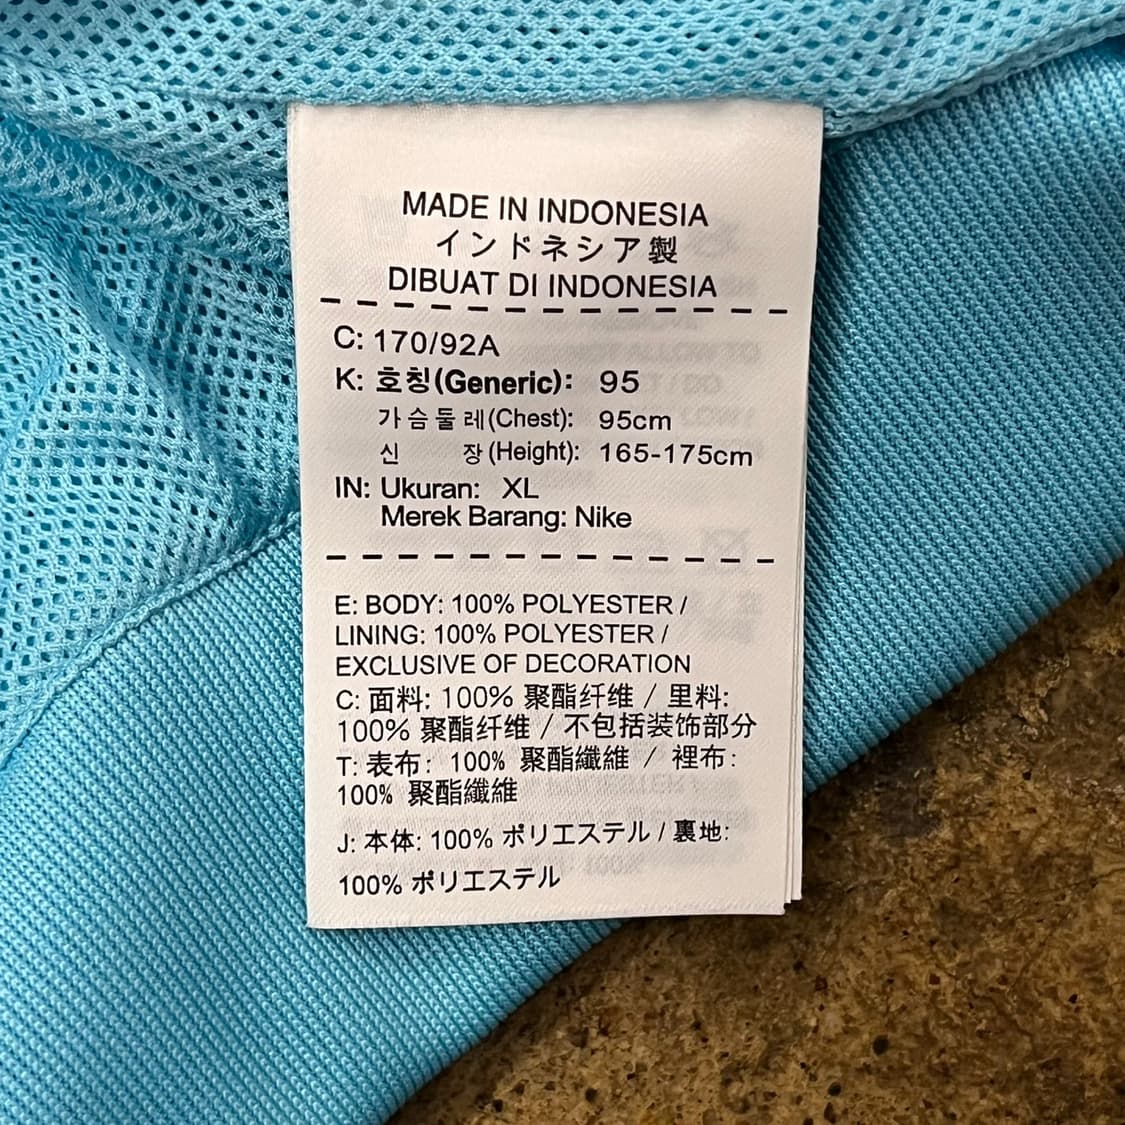 MADE IN INDONESIA
インドネシア製
DIBUAT DI INDONESIA
C: 170/92A
K: 호칭(Generic): 95
가슴둘레(Chest): 95cm
신 장(Height): 165-175cm
IN: Ukuran: XL
Merek Barang: Nike
E: BODY: 100% POLYESTER /
LINING: 100% POLYESTER /
EXCLUSIVE OF DECORATION
C: 面料: 100% 聚酯纤维 / 里料:
100% 聚酯纤维 / 不包括装饰部分
T: 表布: 100% 聚酯纖維 / 裡布:
100% 聚酯纖維
J: 本体: 100% ポリエステル / 裏地:
100% ポリエステル